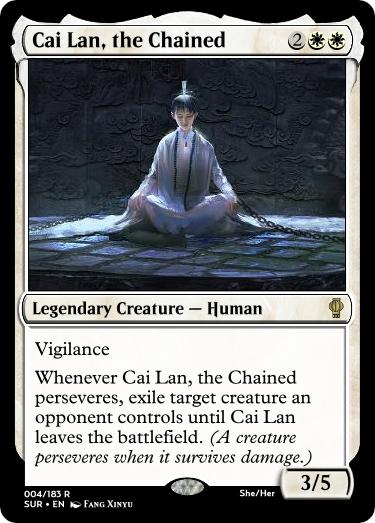 Cai Lan, the Chained 2
Legendary Creature — Human
Vigilance
Whenever Cai Lan, the Chained
perseveres, exile target creature an
opponent controls until Cai Lan
leaves the battlefield. (A creature
perseveres when it survives damage.)
3/5
004/183 R
She/Her
SUR • EN Fang Xinyu